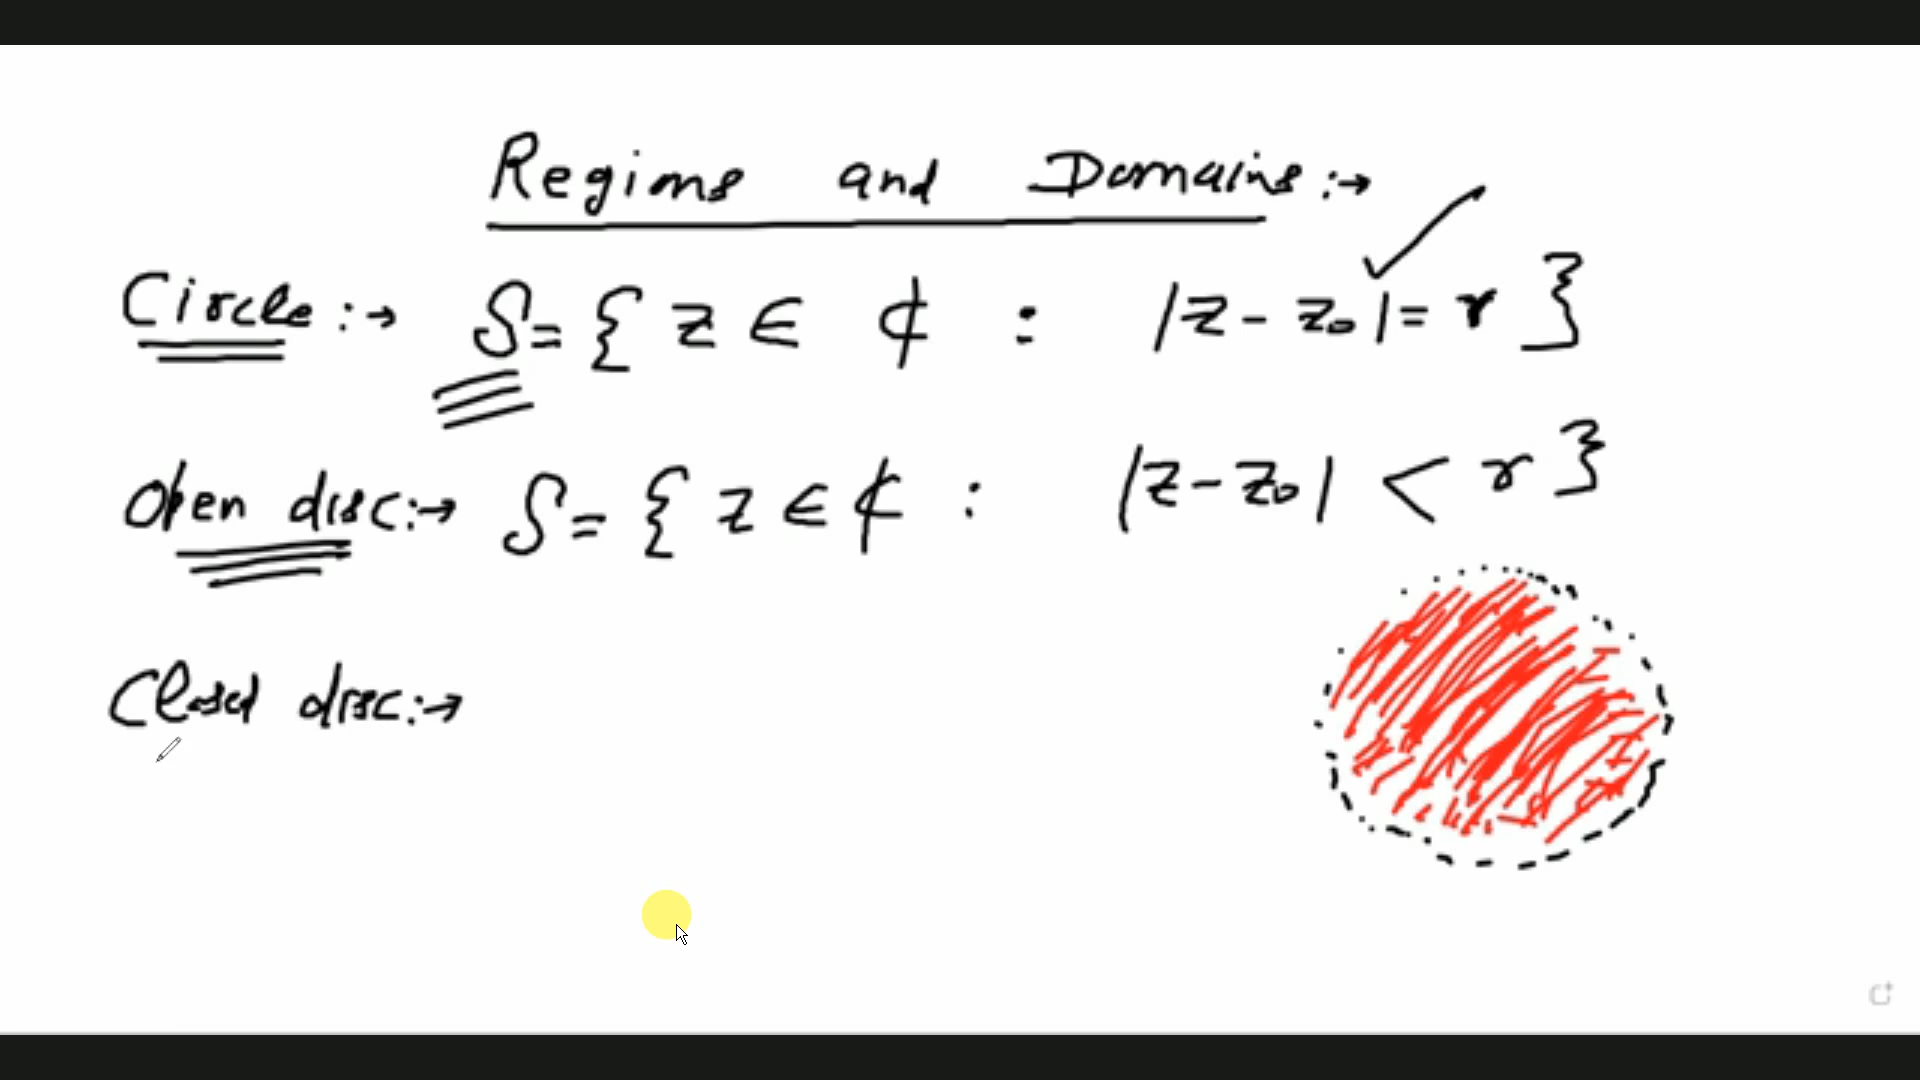 Regions and Domains :→
Circle :→ S = { z ∈ ₵ : |z - z₀| = r }
Open disc :→ S = { z ∈ ₵ : |z - z₀| < r }
Closed disc :→